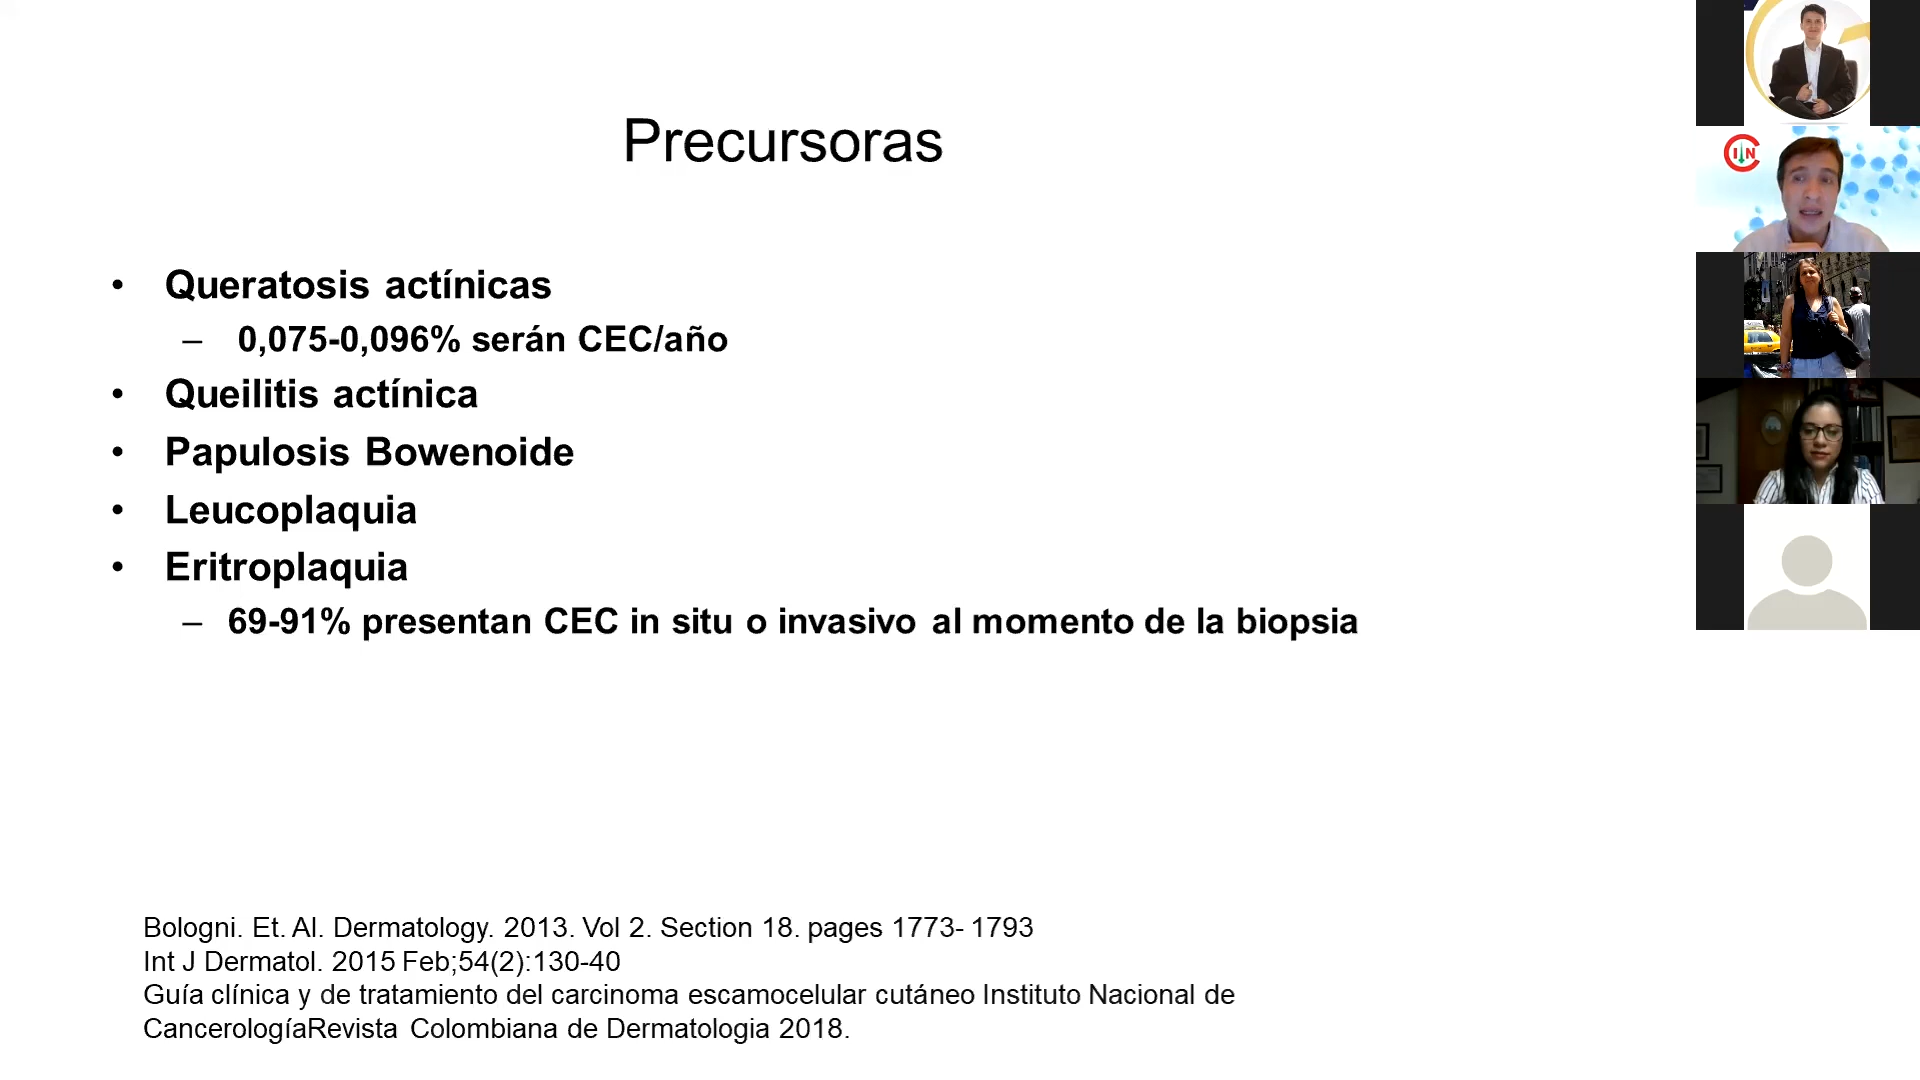 Precursoras
• Queratosis actínicas
– 0,075-0,096% serán CEC/año
• Queilitis actínica
• Papulosis Bowenoide
• Leucoplaquia
• Eritroplaquia
– 69-91% presentan CEC in situ o invasivo al momento de la biopsia
Bologni. Et. Al. Dermatology. 2013. Vol 2. Section 18. pages 1773- 1793
Int J Dermatol. 2015 Feb;54(2):130-40
Guía clínica y de tratamiento del carcinoma escamocelular cutáneo Instituto Nacional de
CancerologíaRevista Colombiana de Dermatologia 2018.
CIN